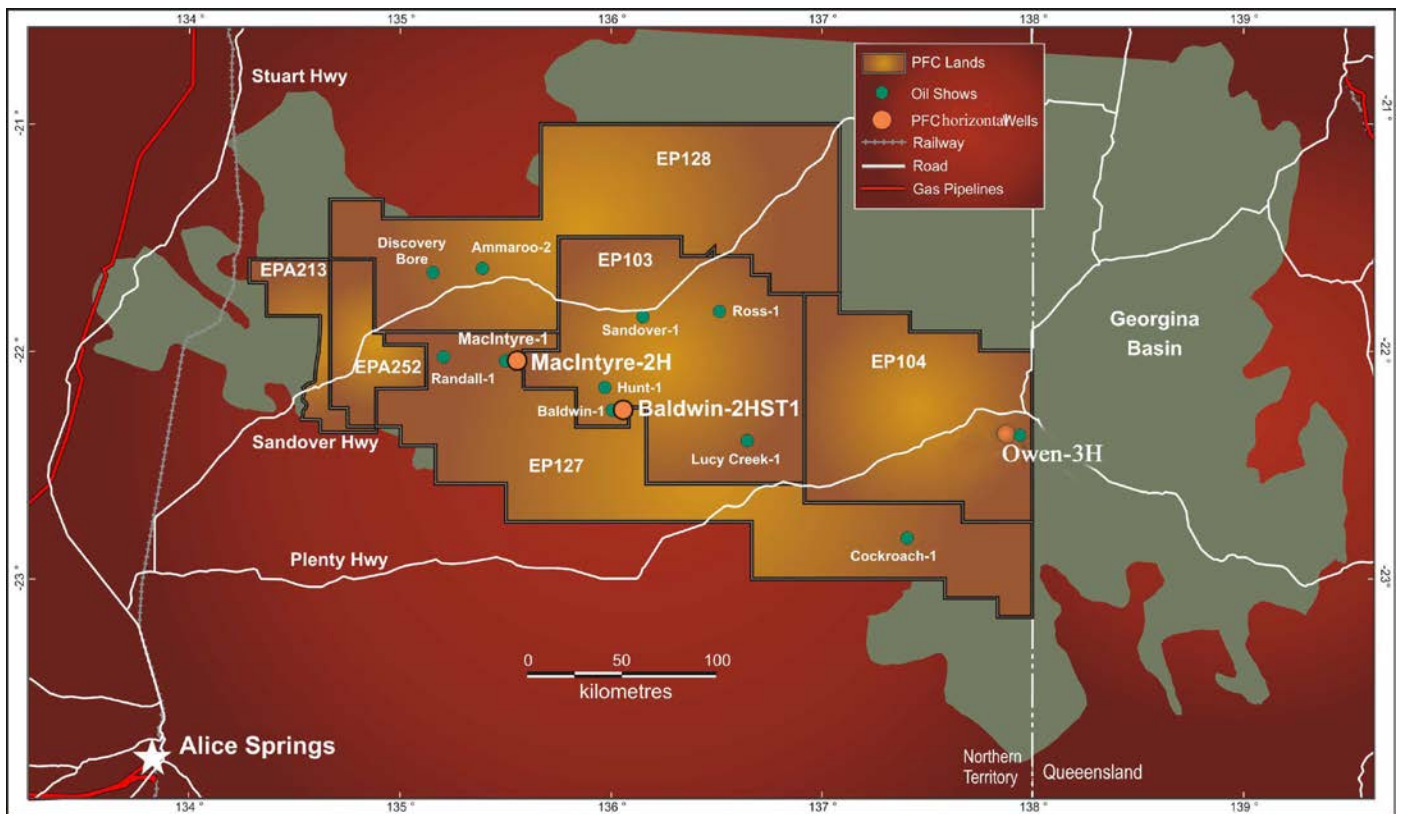 134 °
135 °
136 °
137 °
138 °
139 °
Stuart Hwy
PFC Lands
Oil Shows
PFC horizontal Wells
Railway
Road
Gas Pipelines
-21 °
-21 °
EP128
Discovery
Bore
Ammaroo-2
EP103
EPA213
Ross-1
Sandover-1
Georgina
Basin
MacIntyre-1
-22 °
-22 °
EPA252
MacIntyre-2H
EP104
Randall-1
Hunt-1
Baldwin-1
Baldwin-2HST1
Sandover Hwy
Lucy Creek-1
Owen-3H
EP127
Plenty Hwy
Cockroach-1
-23 °
-23 °
0 50 100
kilometres
Alice Springs
Northern
Territory
Queeensland
134 °
135 °
136 °
137 °
138 °
139 °